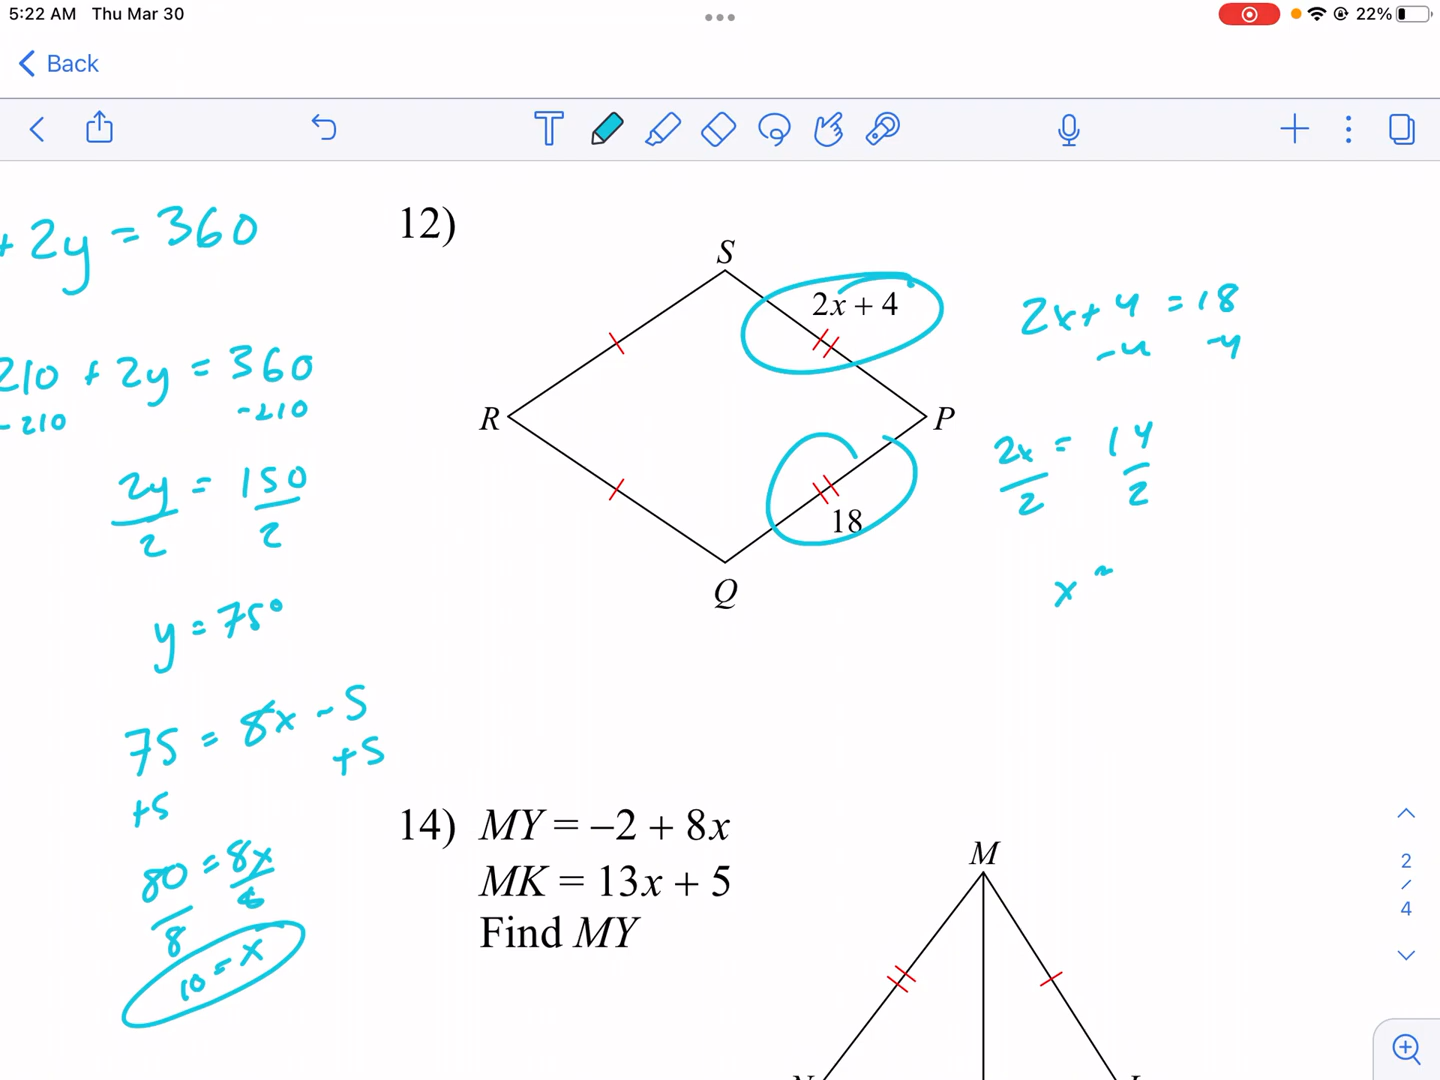 5:22 AM Thu Mar 30
22%
Back
+ 2y = 360
210 + 2y = 360
-210 -210
2y = 150
2 2
y = 75°
75 = 8x - 5
+5 +5
80 = 8x
8 8
10 = x
12)
S
2x + 4
R
P
18
Q
2x + 4 = 18
-4 -4
2x = 14
2 2
x =
14) MY = –2 + 8x
MK = 13x + 5
Find MY
M
2
/
4